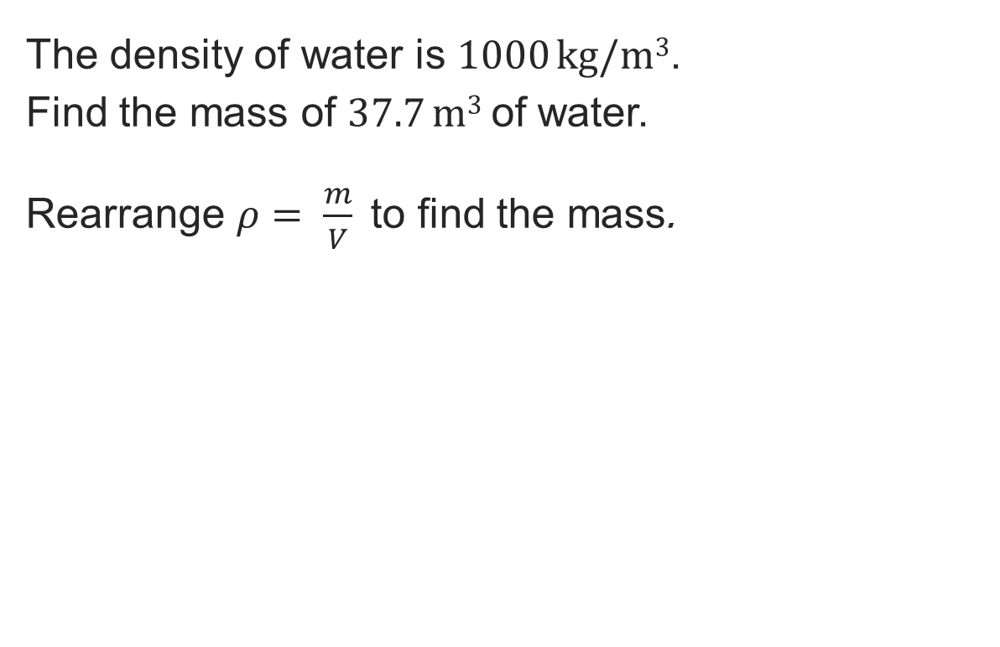 The density of water is 1000 kg/m³.
Find the mass of 37.7 m³ of water.
Rearrange ρ = m/V to find the mass.